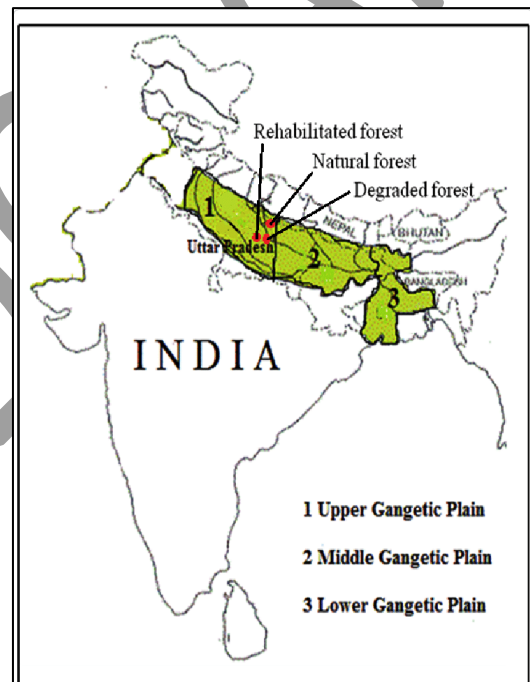 Rehabilitated forest
Natural forest
Degraded forest
1
NEPAL
BHUTAN
Uttar Pradesh
2
BANGLADESH
3
INDIA
1 Upper Gangetic Plain
2 Middle Gangetic Plain
3 Lower Gangetic Plain